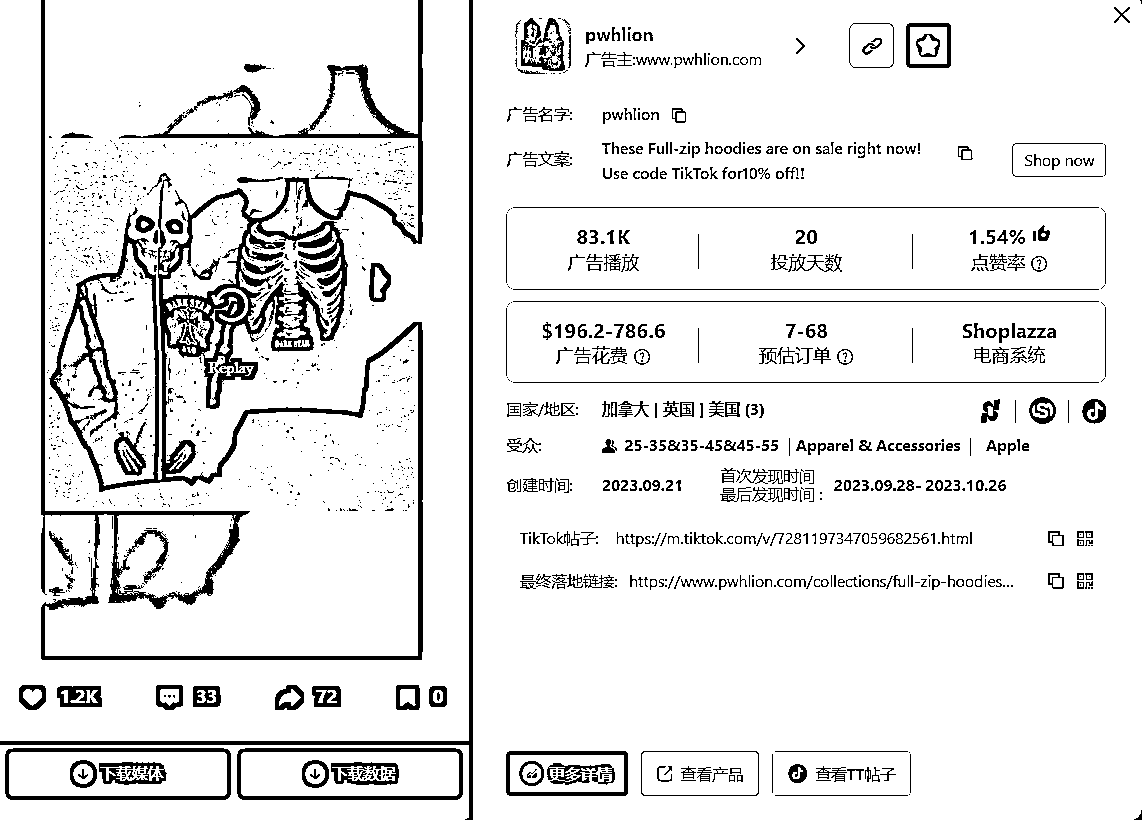 DARK STAR
Replay
1.2K
33
72
0
下载媒体
下载数据
pwhlion
广告主:www.pwhlion.com
广告名字:
pwhlion
广告文案:
These Full-zip hoodies are on sale right now!
Use code TikTok for10% off!!
Shop now
83.1K
广告播放
20
投放天数
1.54%
点赞率
$196.2-786.6
广告花费
7-68
预估订单
Shoplazza
电商系统
国家/地区: 加拿大 | 英国 | 美国 (3)
受众: 25-35&35-45&45-55 | Apparel & Accessories | Apple
创建时间: 2023.09.21
首次发现时间
最后发现时间: 2023.09.28- 2023.10.26
TikTok帖子: https://m.tiktok.com/v/7281197347059682561.html
最终落地链接: https://www.pwhlion.com/collections/full-zip-hoodies...
更多详情
查看产品
查看TT帖子